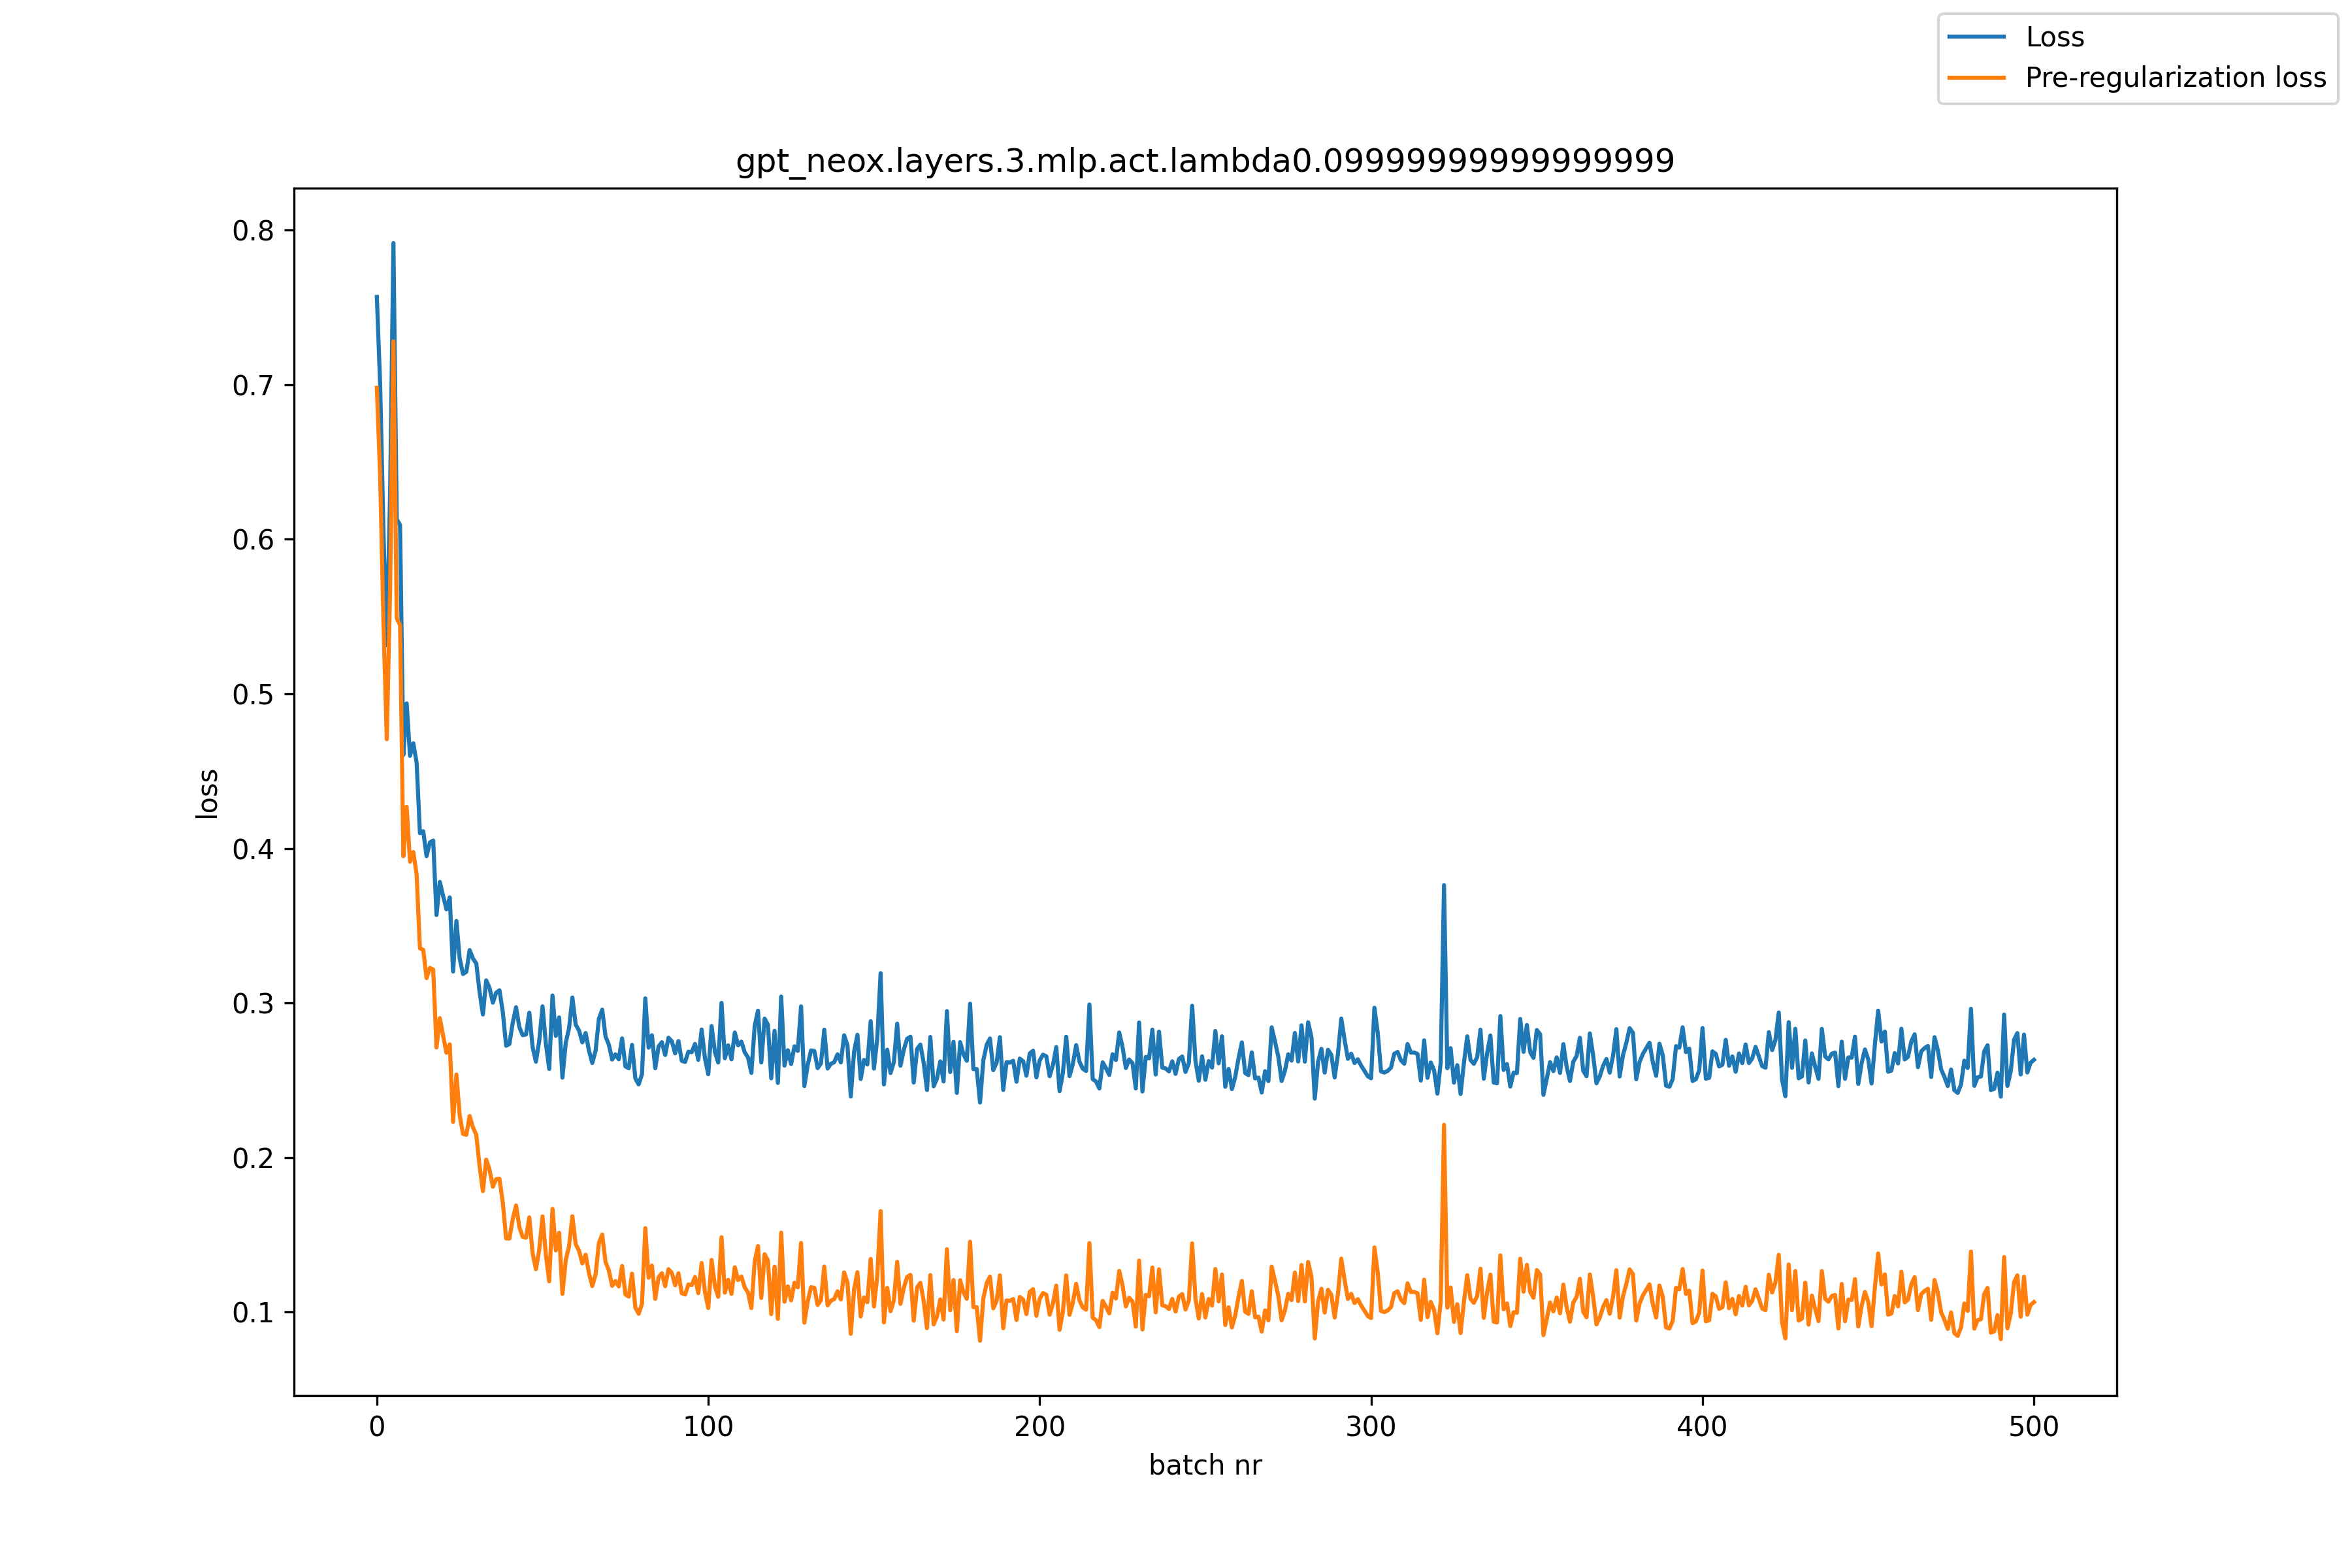 Loss
Pre-regularization loss
gpt_neox.layers.3.mlp.act.lambda0.09999999999999999
0.8
0.7
0.6
0.5
0.4
0.3
0.2
0.1
loss
0
100
200
300
400
500
batch nr